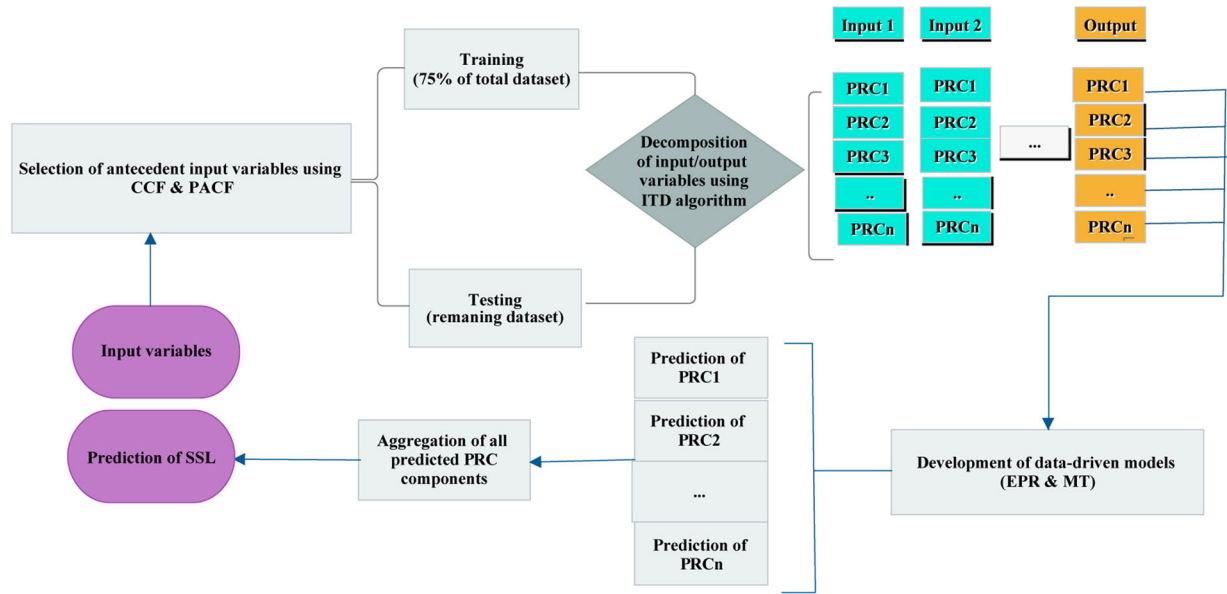 Input 1
Input 2
Output
Training
(75% of total dataset)
PRC1
PRC1
PRC1
PRC2
PRC2
PRC2
PRC3
PRC3
...
PRC3
..
..
..
PRCn
PRCn
PRCn
Decomposition
of input/output
variables using
ITD algorithm
Selection of antecedent input variables using
CCF & PACF
Testing
(remaning dataset)
Input variables
Prediction of
PRC1
Prediction of
PRC2
...
Prediction of
PRCn
Prediction of SSL
Aggregation of all
predicted PRC
components
Development of data-driven models
(EPR & MT)